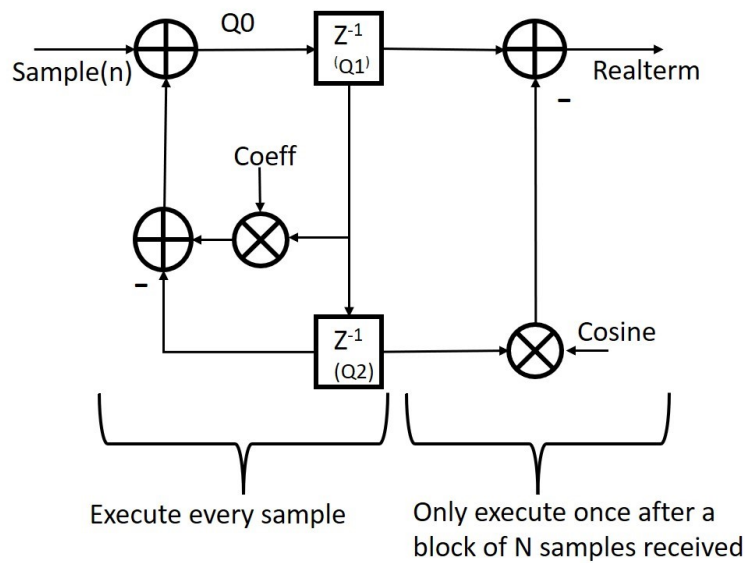 Q0
Z-1
(Q1)
Sample(n)
Realterm
-
Coeff
-
Z-1
(Q2)
Cosine
Execute every sample
Only execute once after a
block of N samples received